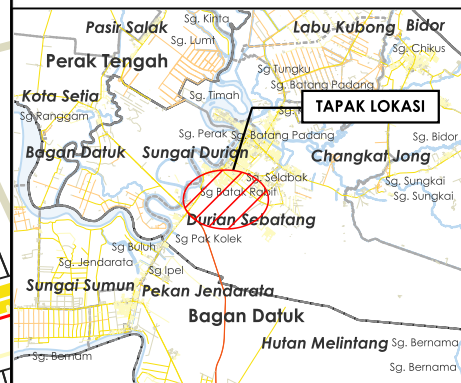 Pasir Salak
Sg. Kinta
Labu Kubong
Bidor
Sg. Lumt
Sg. Chikus
Perak Tengah
Sg Tungku
Sg. Batang Padang
Kota Setia
Sg. Timah
TAPAK LOKASI
Sg Ranggam
Sg.
Sg. Perak
Sg Batang Padang
Sg. Bidor
Bagan Datuk
Sungai Durian
Changkat Jong
Sg. Selabak
Sg. Sungkai
Sg Batak Rabit
Sg. Sungkai
Durian Sebatang
Sg Pak Kolek
Sg Buluh
Sg. Jendarata
Sg Ipel
Sungai Sumun
Pekan Jendarata
Bagan Datuk
Hutan Melintang
Sg. Bernama
Sg. Bernam
Sg. Bernama